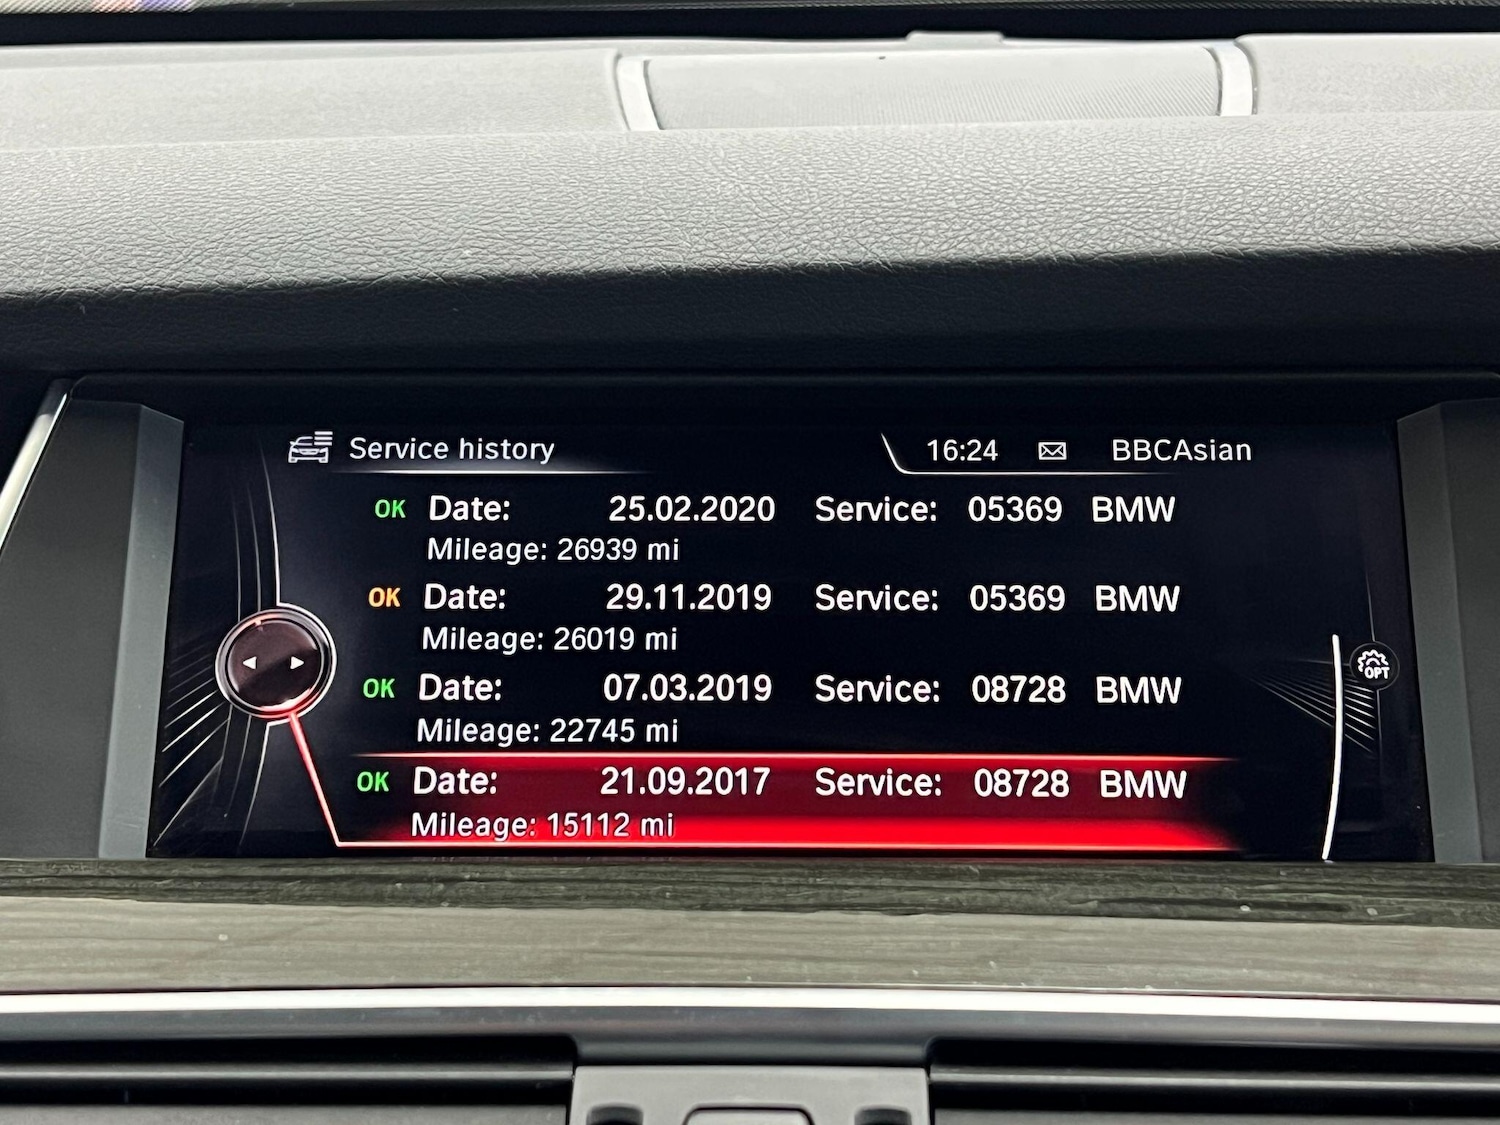 Service history 16:24 BBCAsian
OK Date: 25.02.2020 Service: 05369 BMW
Mileage: 26939 mi
OK Date: 29.11.2019 Service: 05369 BMW
Mileage: 26019 mi
OK Date: 07.03.2019 Service: 08728 BMW
Mileage: 22745 mi
OPT
OK Date: 21.09.2017 Service: 08728 BMW
Mileage: 15112 mi